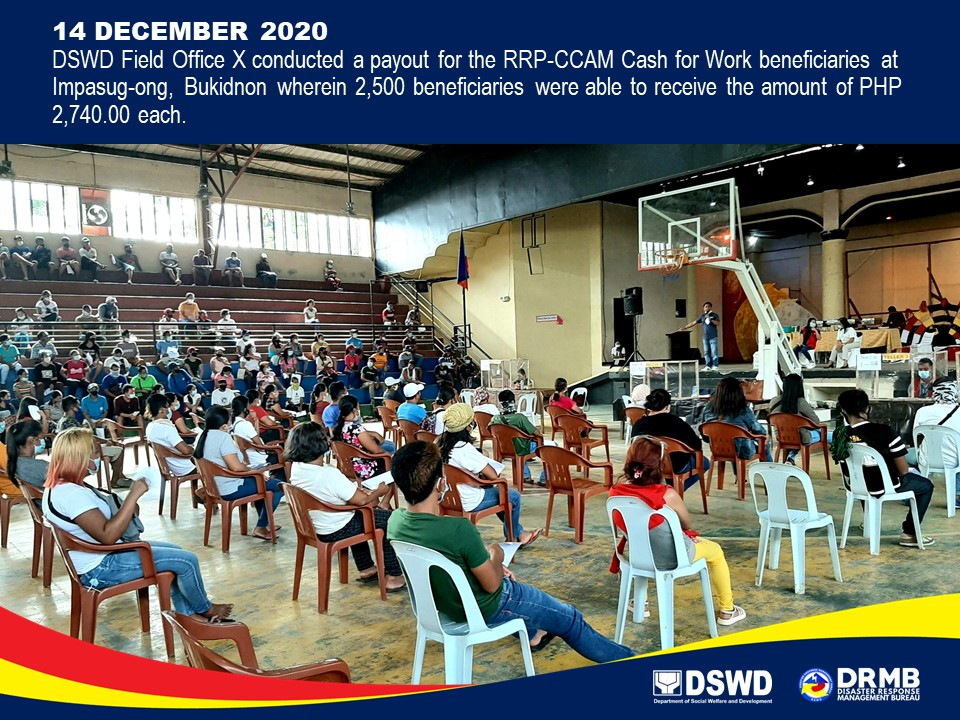 14 DECEMBER 2020
DSWD Field Office X conducted a payout for the RRP-CCAM Cash for Work beneficiaries at
Impasug-ong, Bukidnon wherein 2,500 beneficiaries were able to receive the amount of PHP
2,740.00 each.
DSWD
Department of Social Welfare and Development
DRMB
DISASTER RESPONSE
MANAGEMENT BUREAU